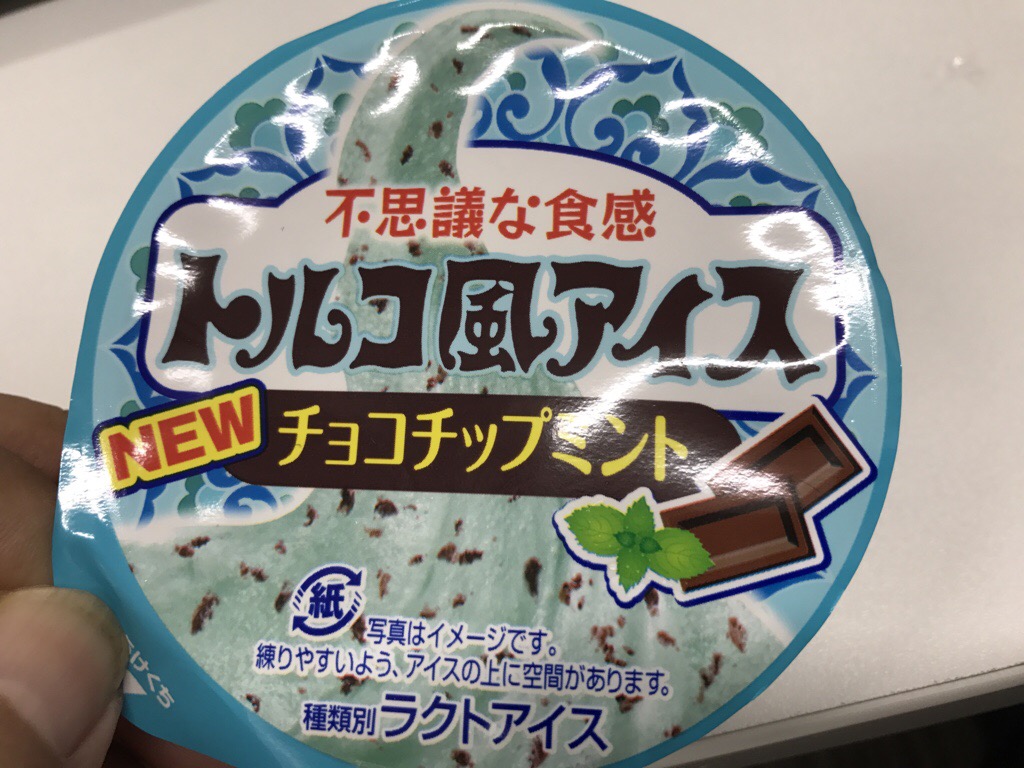 不思議な食感
トルコ風アイス
NEW
チョコチップミント
紙
写真はイメージです。
練りやすいよう、アイスの上に空間があります。
種類別 ラクトアイス
けくち